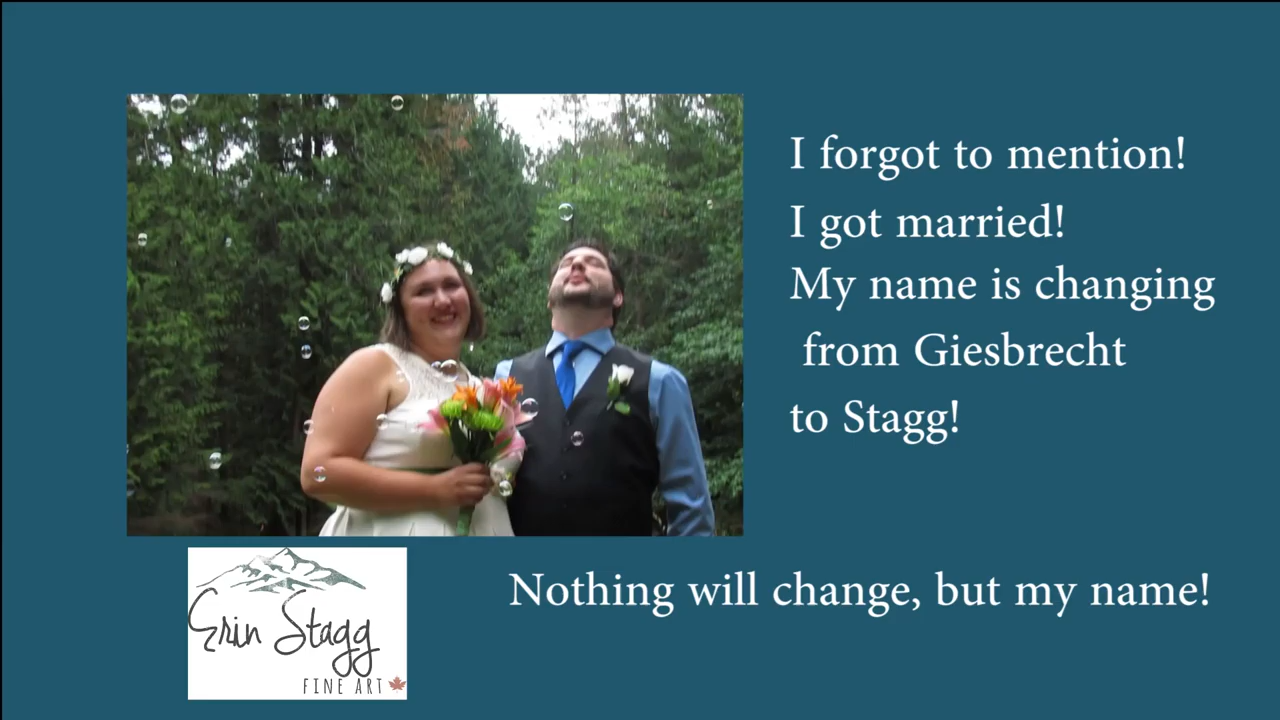 I forgot to mention!
I got married!
My name is changing
from Giesbrecht
to Stagg!
Nothing will change, but my name!
Erin Stagg
FINE ART